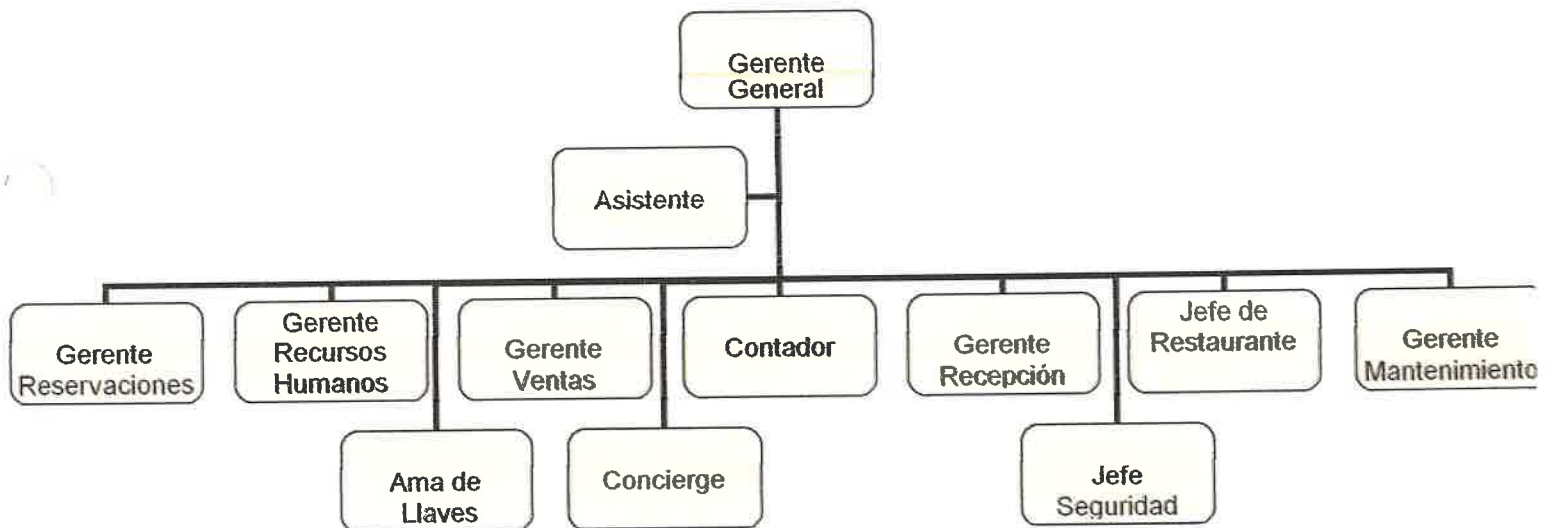 Gerente
General
Asistente
Gerente
Reservaciones
Gerente
Recursos
Humanos
Gerente
Ventas
Contador
Gerente
Recepción
Jefe de
Restaurante
Gerente
Mantenimiento
Ama de
Llaves
Concierge
Jefe
Seguridad